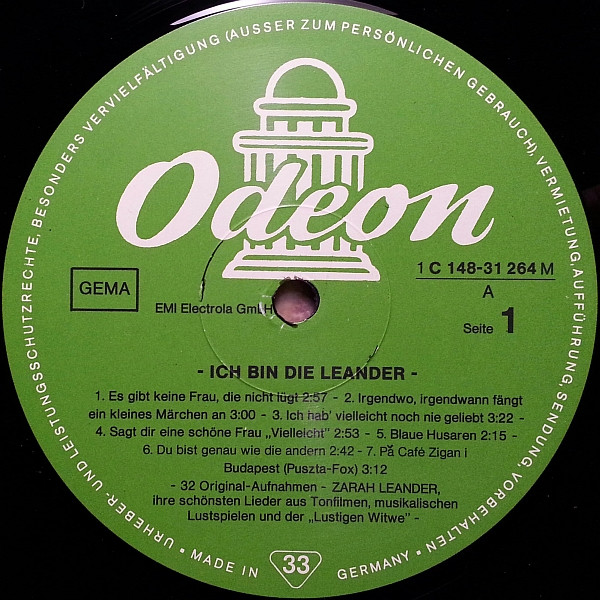 URHEBER- UND LEISTUNGSSCHUTZRECHTE, BESONDERS VERVIELFÄLTIGUNG (AUSSER ZUM PERSÖNLICHEN GEBRAUCH), VERMIETUNG, AUFFÜHRUNG, SENDUNG VORBEHALTEN •
Odeon
1 C 148-31 264 M
GEMA
A
EMI Electrola GmbH
Seite 1
- ICH BIN DIE LEANDER -
1. Es gibt keine Frau, die nicht lügt 2:57 - 2. Irgendwo, irgendwann fängt
ein kleines Märchen an 3:00 - 3. Ich hab' vielleicht noch nie geliebt 3:22 -
4. Sagt dir eine schöne Frau „Vielleicht" 2:53 - 5. Blaue Husaren 2:15 -
6. Du bist genau wie die andern 2:42 - 7. På Café Zigan i
Budapest (Puszta-Fox) 3:12
- 32 Original-Aufnahmen - ZARAH LEANDER,
ihre schönsten Lieder aus Tonfilmen, musikalischen
Lustspielen und der „Lustigen Witwe" -
• MADE IN 33 GERMANY •